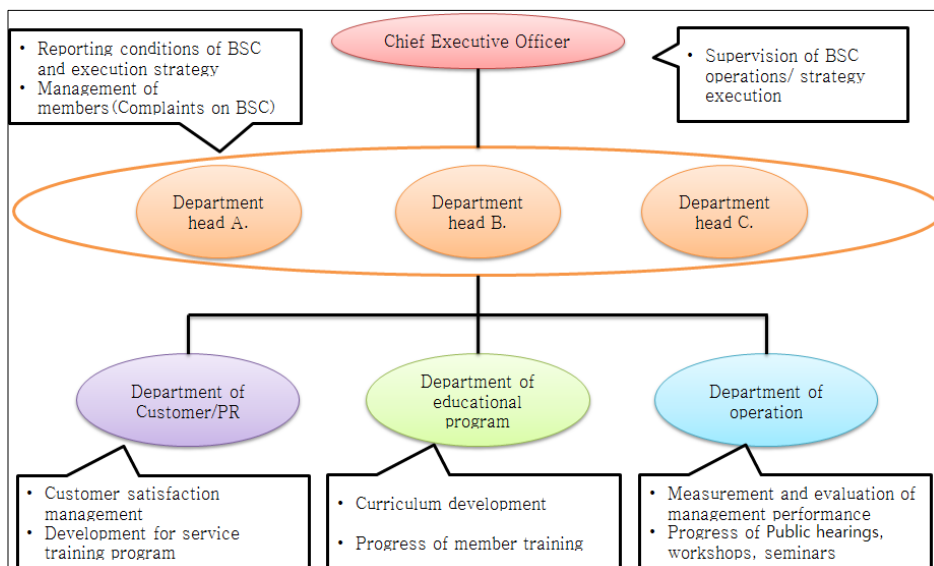 • Reporting conditions of BSC
and execution strategy
• Management of
members(Complaints on BSC)
Chief Executive Officer
• Supervision of BSC
operations/ strategy
execution
Department
head A.
Department
head B.
Department
head C.
Department of
Customer/PR
Department of
educational
program
Department of
operation
• Customer satisfaction
management
• Development for service
training program
• Curriculum development
• Progress of member training
• Measurement and evaluation of
management performance
• Progress of Public hearings,
workshops, seminars